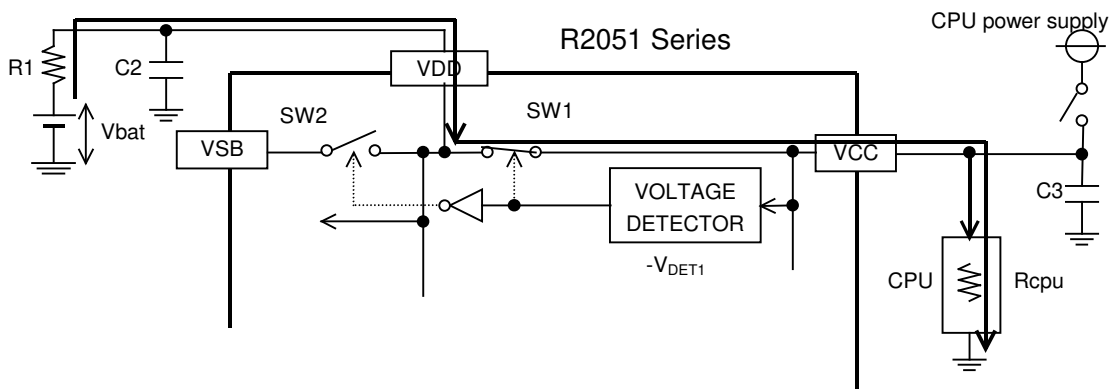 CPU power supply
R2051 Series
R1
C2
VDD
Vbat
SW2
SW1
VSB
VCC
VOLTAGE
DETECTOR
-VDET1
C3
CPU
Rcpu